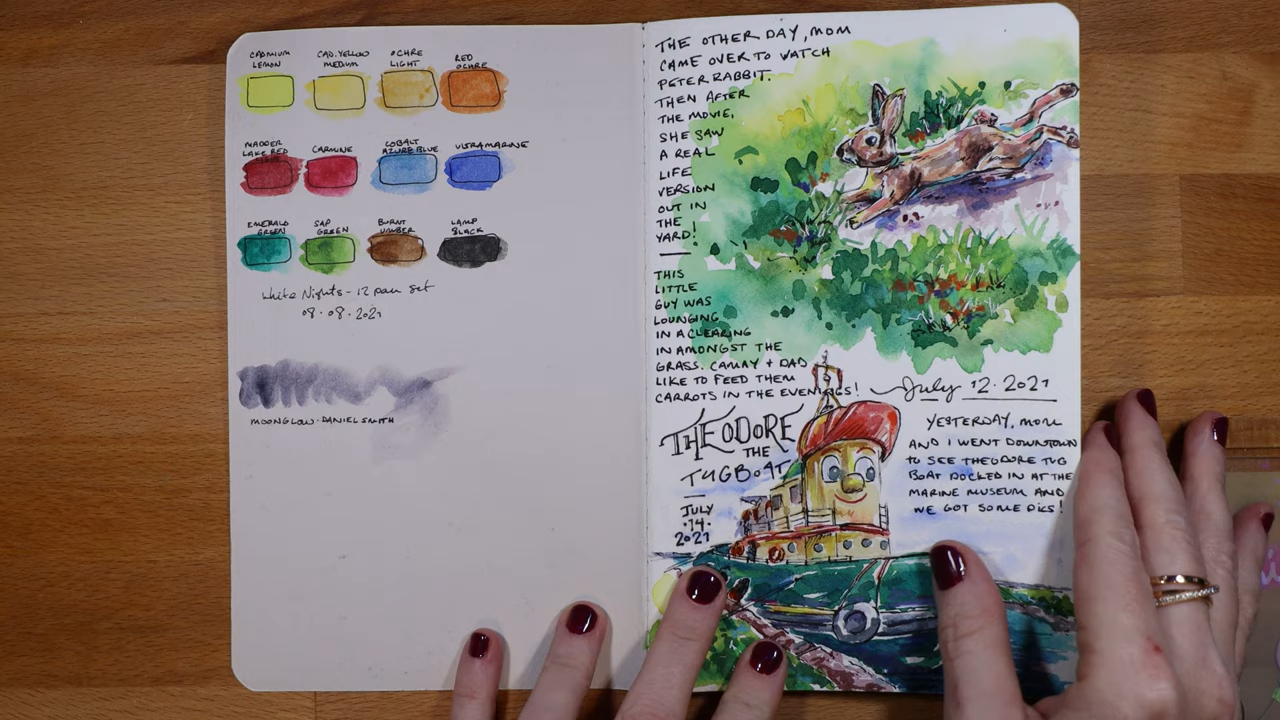 CADMIUM
LEMON
CAD. YELLOW
MEDIUM
OCHRE
LIGHT
RED
OCHRE
MADDER
LAKE RED
CARMINE
COBALT
AZURE BLUE
ULTRAMARINE
EMERALD
GREEN
SAP
GREEN
BURNT
UMBER
LAMP
BLACK
White Nights - 12 pan set
08.08.2021
MOONGLOW · DANIEL SMITH
THE OTHER DAY, MOM
CAME OVER TO WATCH
PETER RABBIT.
THEN AFTER
THE MOVIE,
SHE SAW
A REAL
LIFE
VERSION
OUT IN
THE
YARD!
THIS
LITTLE
GUY WAS
LOUNGING
IN A CLEARING
IN AMONGST THE
GRASS. CAMAY + DAD
LIKE TO FEED THEM
CARROTS IN THE EVENINGS!
July 12. 2021
THEODORE
THE
TUGBOAT
JULY
·14·
2021
YESTERDAY, MOM
AND I WENT DOWNTOWN
TO SEE THEODORE TUG
BOAT DOCKED IN AT THE
MARINE MUSEUM AND
WE GOT SOME PICS!